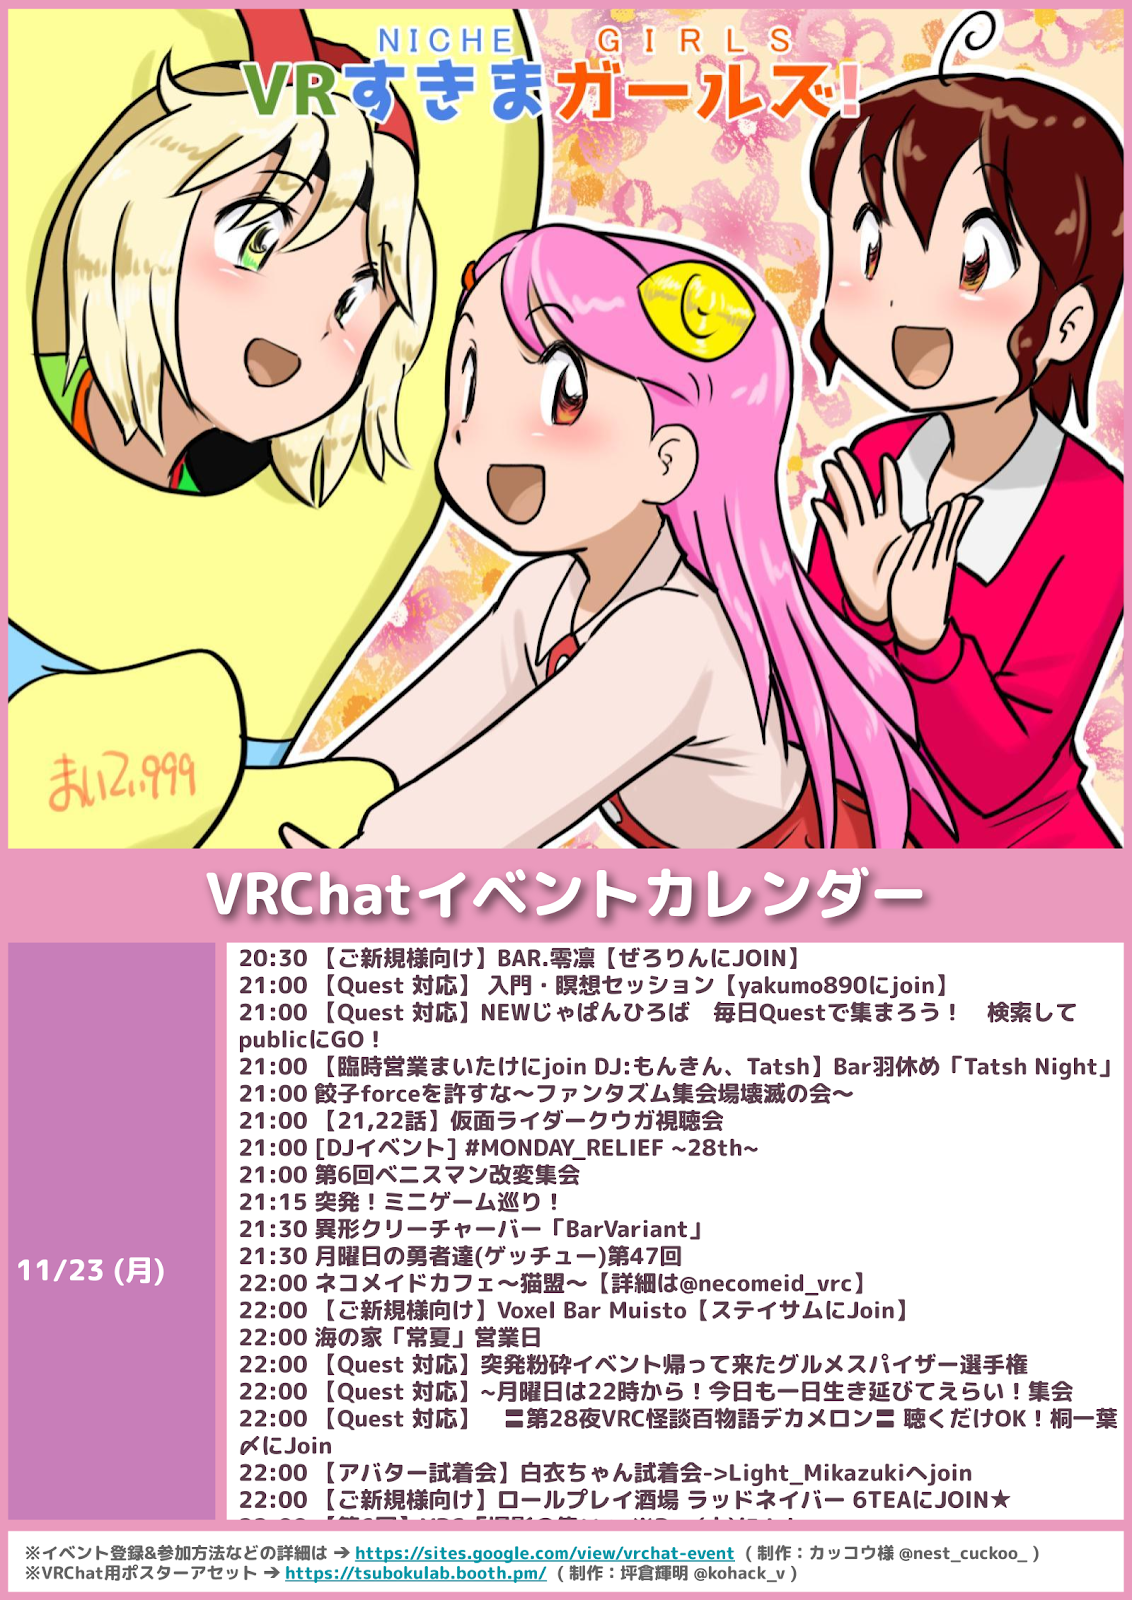 NICHE GIRLS
VRすきまガールズ!
まいてぃ999
VRChatイベントカレンダー
11/23 (月)
20:30 【ご新規様向け】BAR.零凛【ぜろりんにJOIN】
21:00 【Quest 対応】 入門・瞑想セッション【yakumo890にjoin】
21:00 【Quest 対応】NEWじゃぱんひろば　毎日Questで集まろう！　検索して
publicにGO！
21:00 【臨時営業まいたけにjoin DJ:もんきん、Tatsh】Bar羽休め「Tatsh Night」
21:00 餃子forceを許すな〜ファンタズム集会場壊滅の会〜
21:00 【21,22話】仮面ライダークウガ視聴会
21:00 [DJイベント] #MONDAY_RELIEF ~28th~
21:00 第6回ベニスマン改変集会
21:15 突発！ミニゲーム巡り！
21:30 異形クリーチャーバー「BarVariant」
21:30 月曜日の勇者達(ゲッチュー)第47回
22:00 ネコメイドカフェ〜猫盟〜【詳細は@necomeid_vrc】
22:00 【ご新規様向け】Voxel Bar Muisto【ステイサムにJoin】
22:00 海の家「常夏」営業日
22:00 【Quest 対応】突発粉砕イベント帰って来たグルメスパイザー選手権
22:00 【Quest 対応】~月曜日は22時から！今日も一日生き延びてえらい！集会
22:00 【Quest 対応】　〓第28夜VRC怪談百物語デカメロン〓 聴くだけOK！桐一葉
〆にJoin
22:00 【アバター試着会】白衣ちゃん試着会->Light_Mikazukiへjoin
22:00 【ご新規様向け】ロールプレイ酒場 ラッドネイバー 6TEAにJOIN★
※イベント登録&参加方法などの詳細は ➔ https://sites.google.com/view/vrchat-event ( 制作：カッコウ様 @nest_cuckoo_ )
※VRChat用ポスターアセット ➔ https://tsubokulab.booth.pm/ ( 制作：坪倉輝明 @kohack_v )